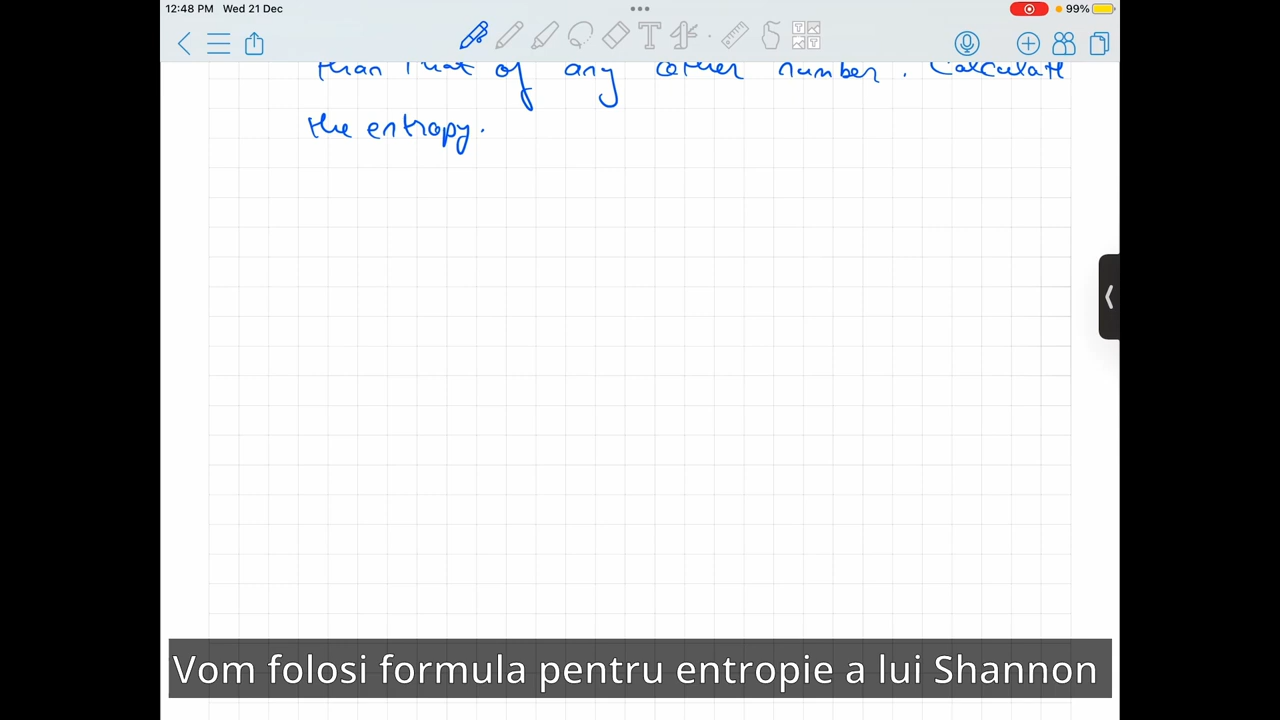 12:48 PM Wed 21 Dec
99%
than that of any other number. Calculate
the entropy.
Vom folosi formula pentru entropie a lui Shannon